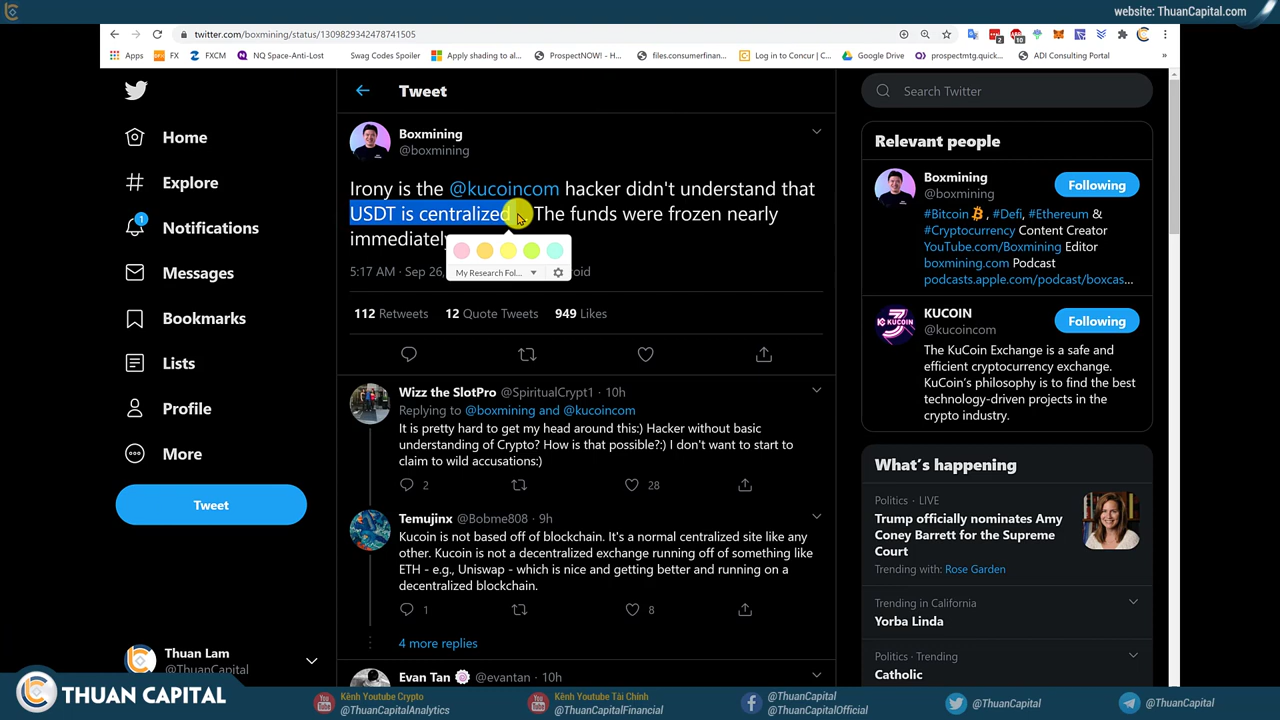 website: ThuanCapital.com
twitter.com/boxmining/status/1309829342478741505
Apps
FX
FXCM
NQ Spece-Anti-Lost
Swag Codes Spoiler
Apply shading to al...
ProspectNOW! - H...
files.consumerfinan...
Log in to Concur | C...
Google Drive
prospectmtg.quick...
ADI Consulting Portal
»
Tweet
Search Twitter
Home
Explore
1
Notifications
Messages
Bookmarks
Lists
Profile
More
Tweet
Thuan Lam
@ThuanCapital
Boxmining
@boxmining
Irony is the @kucoincom hacker didn't understand that
USDT is centralized The funds were frozen nearly
immediately
My Research Fol...
5:17 AM · Sep 26,
112 Retweets 12 Quote Tweets 949 Likes
Wizz the SlotPro @SpiritualCrypt1 · 10h
Replying to @boxmining and @kucoincom
It is pretty hard to get my head around this:) Hacker without basic
understanding of Crypto? How is that possible?:) I don't want to start
to claim to wild accusations:)
2
28
Temujinx @Bobme808 · 9h
Kucoin is not based off of blockchain. It's a normal centralized site like any
other. Kucoin is not a decentralized exchange running off of something like
ETH - e.g., Uniswap - which is nice and getting better and running on a
decentralized blockchain.
1
8
4 more replies
Evan Tan @evantan · 10h
Relevant people
Boxmining
@boxmining
Following
#Bitcoin, #Defi, #Ethereum &
#Cryptocurrency Content Creator
YouTube.com/Boxmining Editor
boxmining.com Podcast
podcasts.apple.com/podcast/boxcas...
KUCOIN
@kucoincom
Following
The KuCoin Exchange is a safe and
efficient cryptocurrency exchange.
KuCoin's philosophy is to find the best
technology-driven projects in the
crypto industry.
What's happening
Politics · LIVE
Trump officially nominates Amy
Coney Barrett for the Supreme
Court
Trending with: Rose Garden
Trending in California
Yorba Linda
Politics · Trending
Catholic
THUAN CAPITAL
Kênh Youtube Crypto
@ThuanCapitalAnalytics
Kênh Youtube Tài Chính
@ThuanCapitalFinancial
@ThuanCapital
@ThuanCapitalOfficial
@ThuanCapital
@ThuanCapital